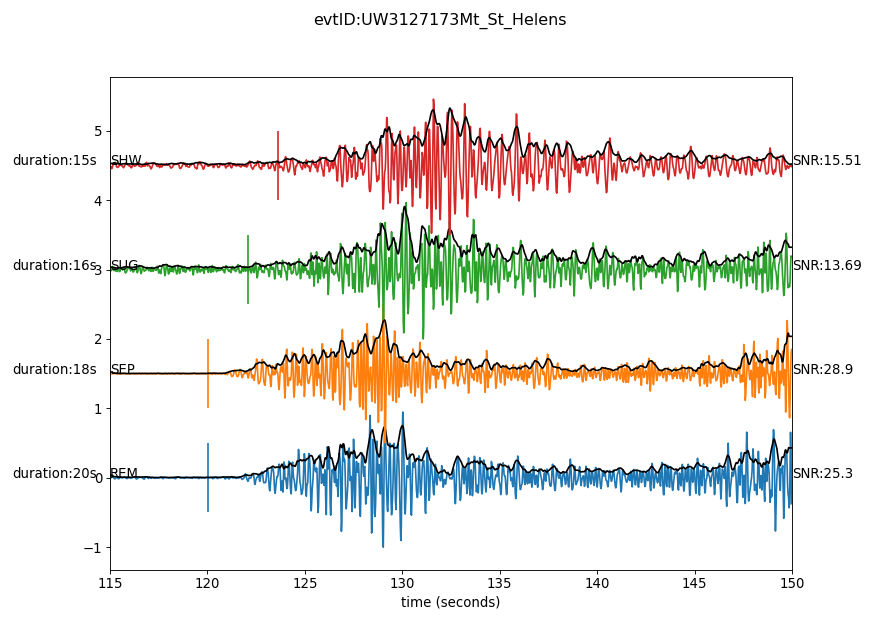 evtID:UW3127173Mt_St_Helens
5
duration:15s SHW SNR:15.51
4
duration:16s 3 SUG SNR:13.69
2
duration:18s SEP SNR:28.9
1
duration:20s 0 REM SNR:25.3
−1
115 120 125 130 135 140 145 150
time (seconds)